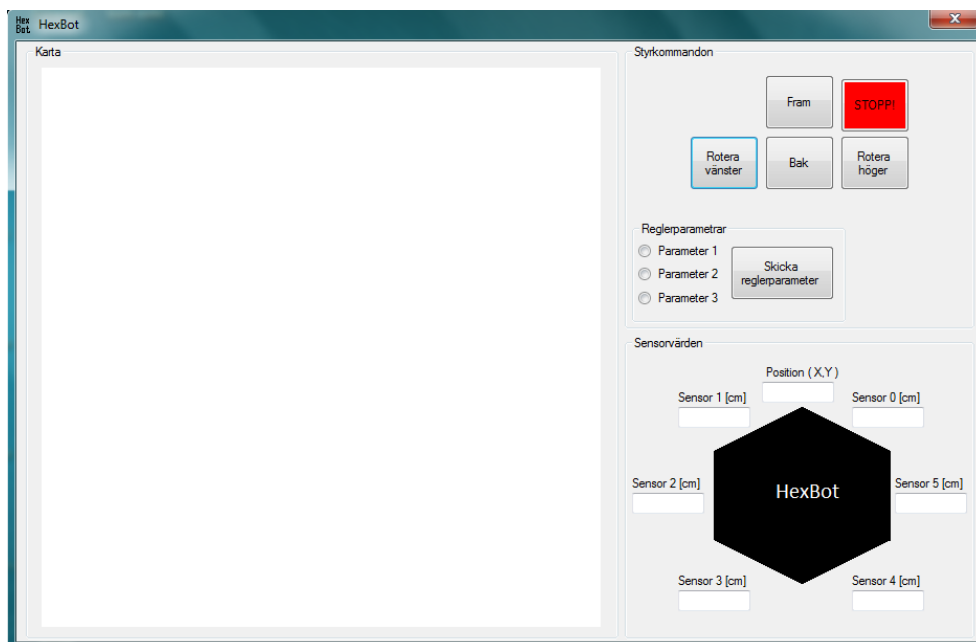 Hex
Bot
HexBot
X
Karta
Styrkommandon
Fram
STOPP!
Rotera
vänster
Bak
Rotera
höger
Reglerparametrar
Parameter 1
Parameter 2
Parameter 3
Skicka
reglerparameter
Sensorvärden
Position ( X,Y )
Sensor 1 [cm]
Sensor 0 [cm]
Sensor 2 [cm]
HexBot
Sensor 5 [cm]
Sensor 3 [cm]
Sensor 4 [cm]